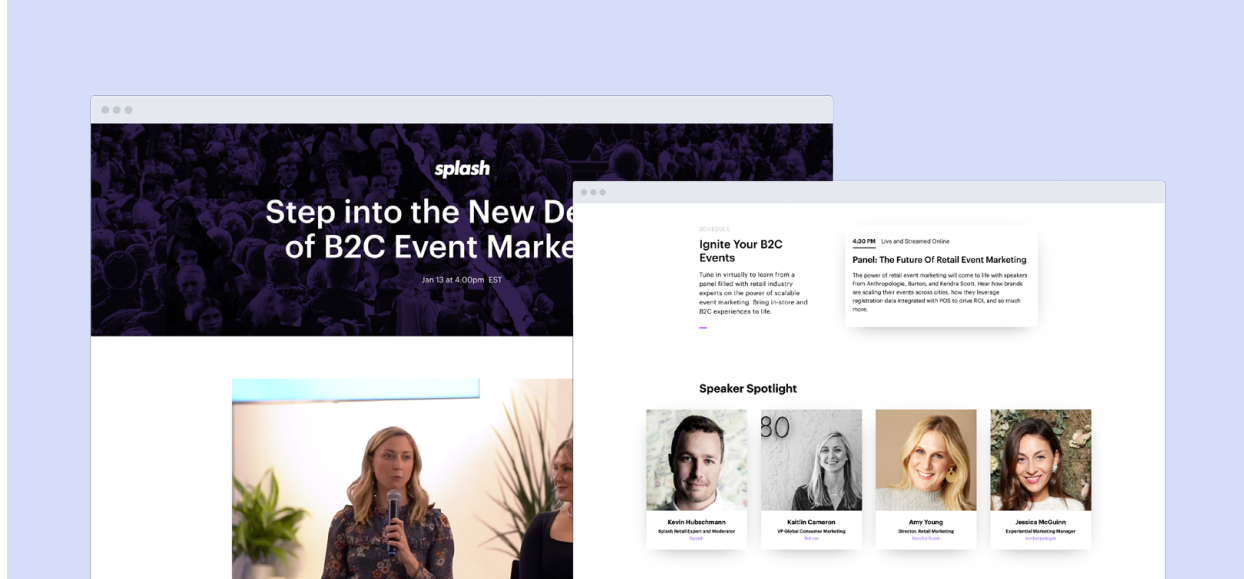 splash
Step into the New De
of B2C Event Marke
Jan 13 at 4:00pm EST
SCHEDULE
Ignite Your B2C
Events
Tune in virtually to learn from a
panel filled with retail industry
experts on the power of scalable
event marketing. Bring in-store and
B2C experiences to life.
4:30 PM Live and Streamed Online
Panel: The Future Of Retail Event Marketing
The power of retail event marketing will come to life with speakers
from Anthropologie, Burton, and Kendra Scott. Hear how brands
are scaling their events across cities, how they leverage
registration data integrated with POS to drive ROI, and so much
more.
Speaker Spotlight
80
Kevin Hubschmann
Splash Retail Expert and Moderator
Splash
Kaitlin Cameron
VP Global Consumer Marketing
Burton
Amy Young
Director, Retail Marketing
Kendra Scott
Jessica McGuinn
Experiential Marketing Manager
Anthropologie